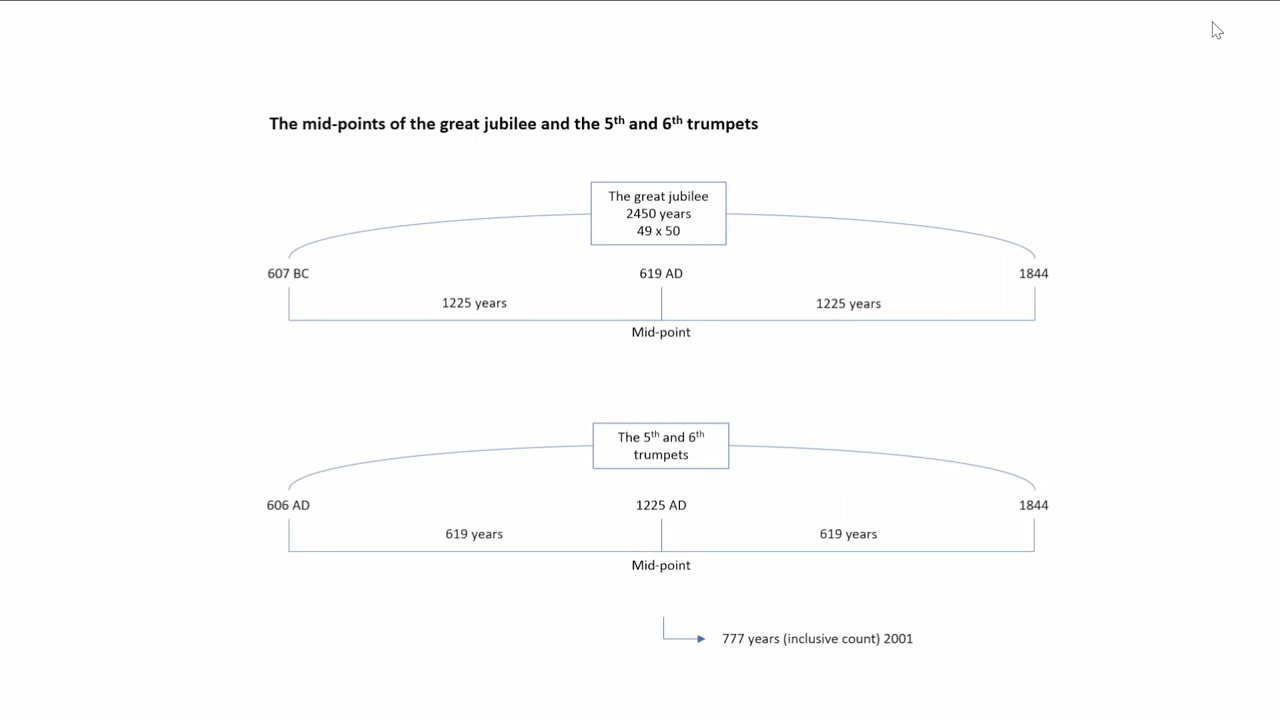 The mid-points of the great jubilee and the 5th and 6th trumpets
The great jubilee
2450 years
49 x 50
607 BC
619 AD
1844
1225 years
1225 years
Mid-point
The 5th and 6th
trumpets
606 AD
1225 AD
1844
619 years
619 years
Mid-point
777 years (inclusive count) 2001